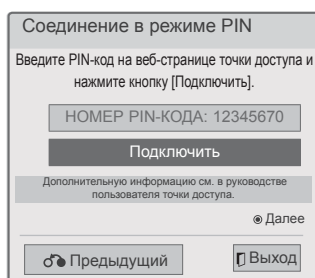 Соединение в режиме PIN
Введите PIN-код на веб-странице точки доступа и
нажмите кнопку [Подключить].
НОМЕР PIN-КОДА: 12345670
Подключить
Дополнительную информацию см. в руководстве
пользователя точки доступа.
Далее
Предыдущий
Выход